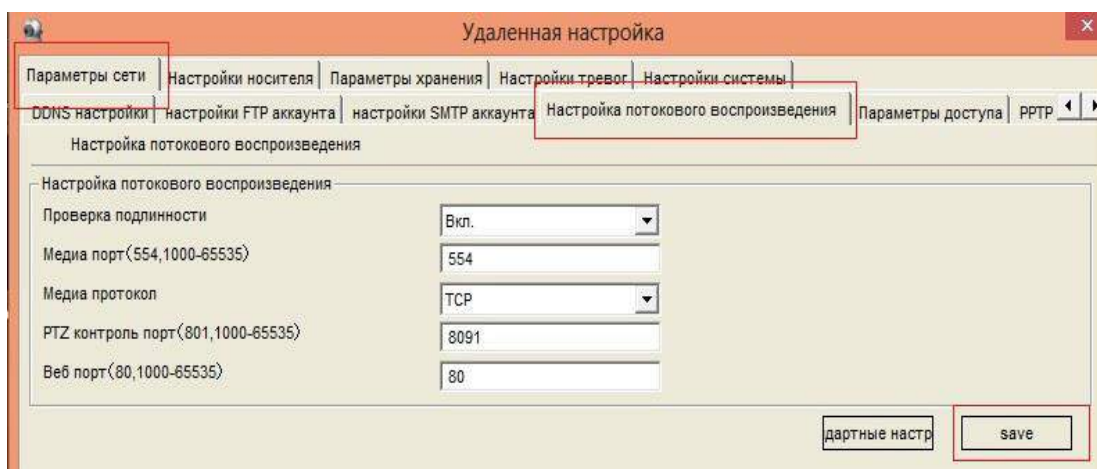 Удаленная настройка
x
Параметры сети Настройки носителя Параметры хранения Настройки тревог Настройки системы
DDNS настройки настройки FTP аккаунта настройки SMTP аккаунта Настройка потокового воспроизведения Параметры доступа PPTP
Настройка потокового воспроизведения
Настройка потокового воспроизведения
Проверка подлинности Вкл.
Медиа порт(554,1000-65535) 554
Медиа протокол TCP
PTZ контроль порт(801,1000-65535) 8091
Веб порт(80,1000-65535) 80
дартные настр save